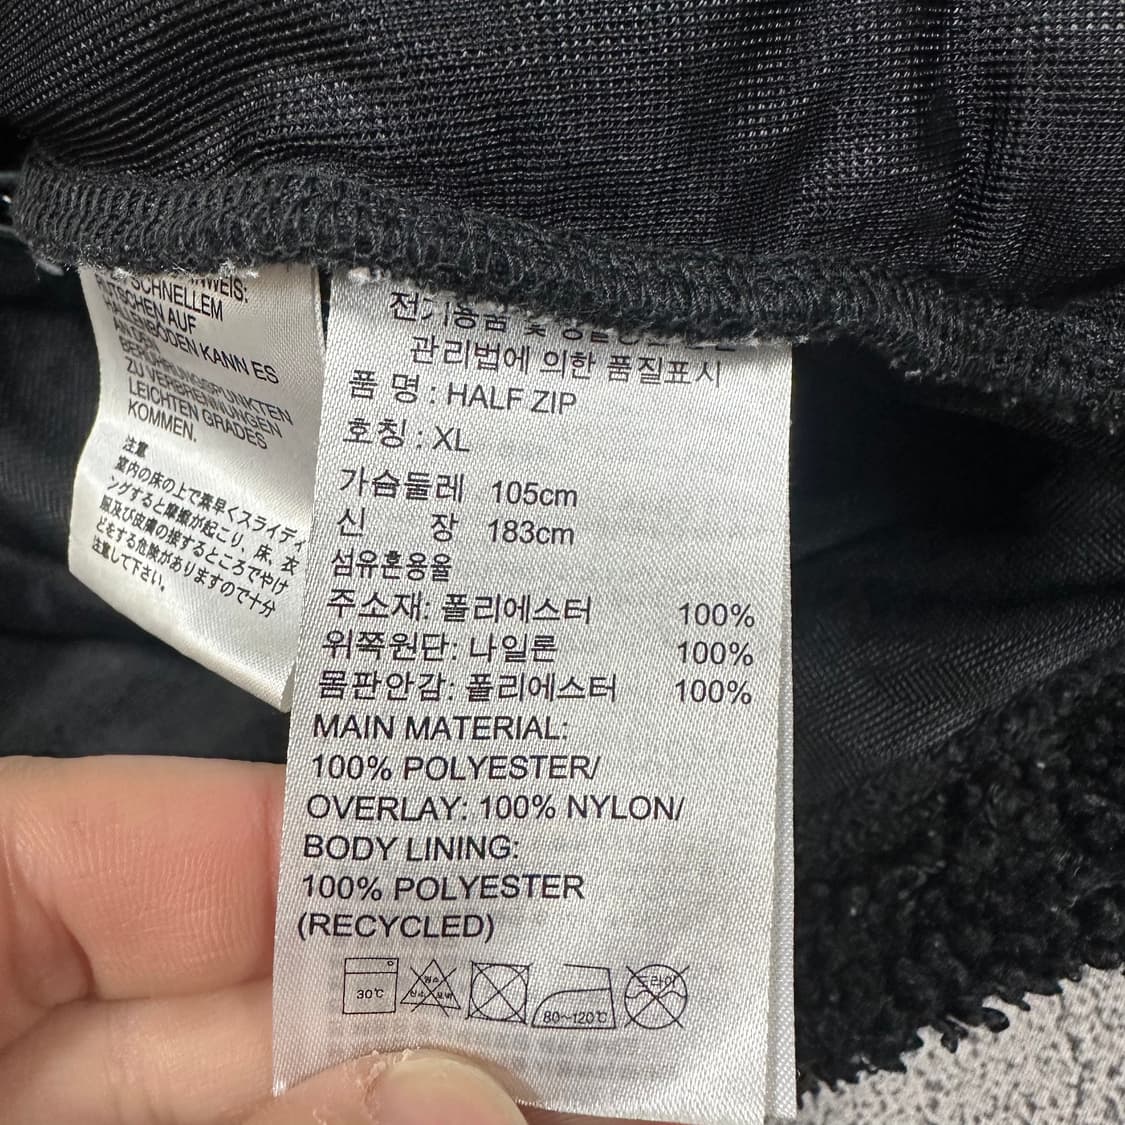 SCHNELLEM
RUTSCHEN AUF
HALLENBÖDEN KANN ES
AN DEN
BERÜHRUNGSPUNKTEN
ZU VERBRENNUNGEN
LEICHTEN GRADES
KOMMEN.
注意
室内の床の上で素早くスライディ
ングすると摩擦が起こり、床、衣
服及び皮膚の接するところでやけ
どをする危険がありますので十分
注意して下さい。
관리법에 의한 품질표시
품 명 : HALF ZIP
호칭 : XL
가슴둘레 105cm
신 장 183cm
섬유혼용율
주소재: 폴리에스터 100%
위쪽원단: 나일론 100%
몸판안감: 폴리에스터 100%
MAIN MATERIAL:
100% POLYESTER/
OVERLAY: 100% NYLON/
BODY LINING:
100% POLYESTER
(RECYCLED)
30℃
80~120℃
드라이